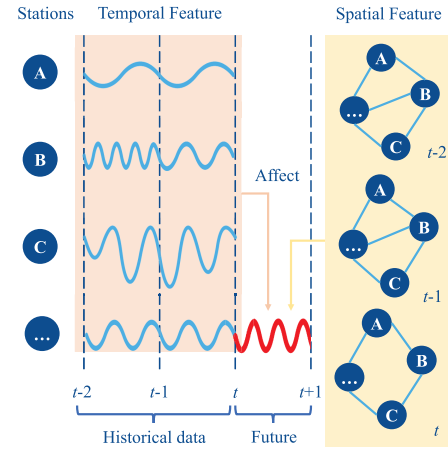 Stations Temporal Feature Spatial Feature
A
B
C
...
Affect
A
B
...
C
t-2
A
B
...
C
t-1
A
B
...
C
t
t-2 t-1 t t+1
Historical data Future